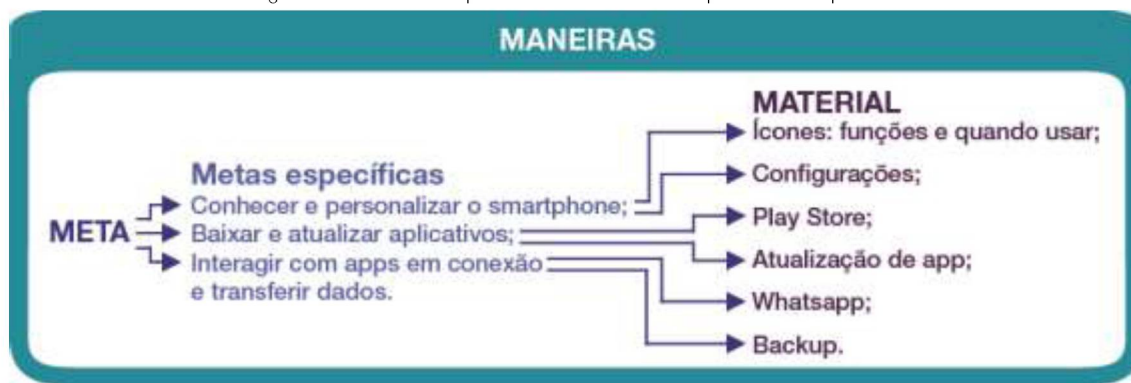 MANEIRAS
META
Metas específicas
Conhecer e personalizar o smartphone;
Baixar e atualizar aplicativos;
Interagir com apps em conexão
e transferir dados.
MATERIAL
Ícones: funções e quando usar;
Configurações;
Play Store;
Atualização de app;
Whatsapp;
Backup.